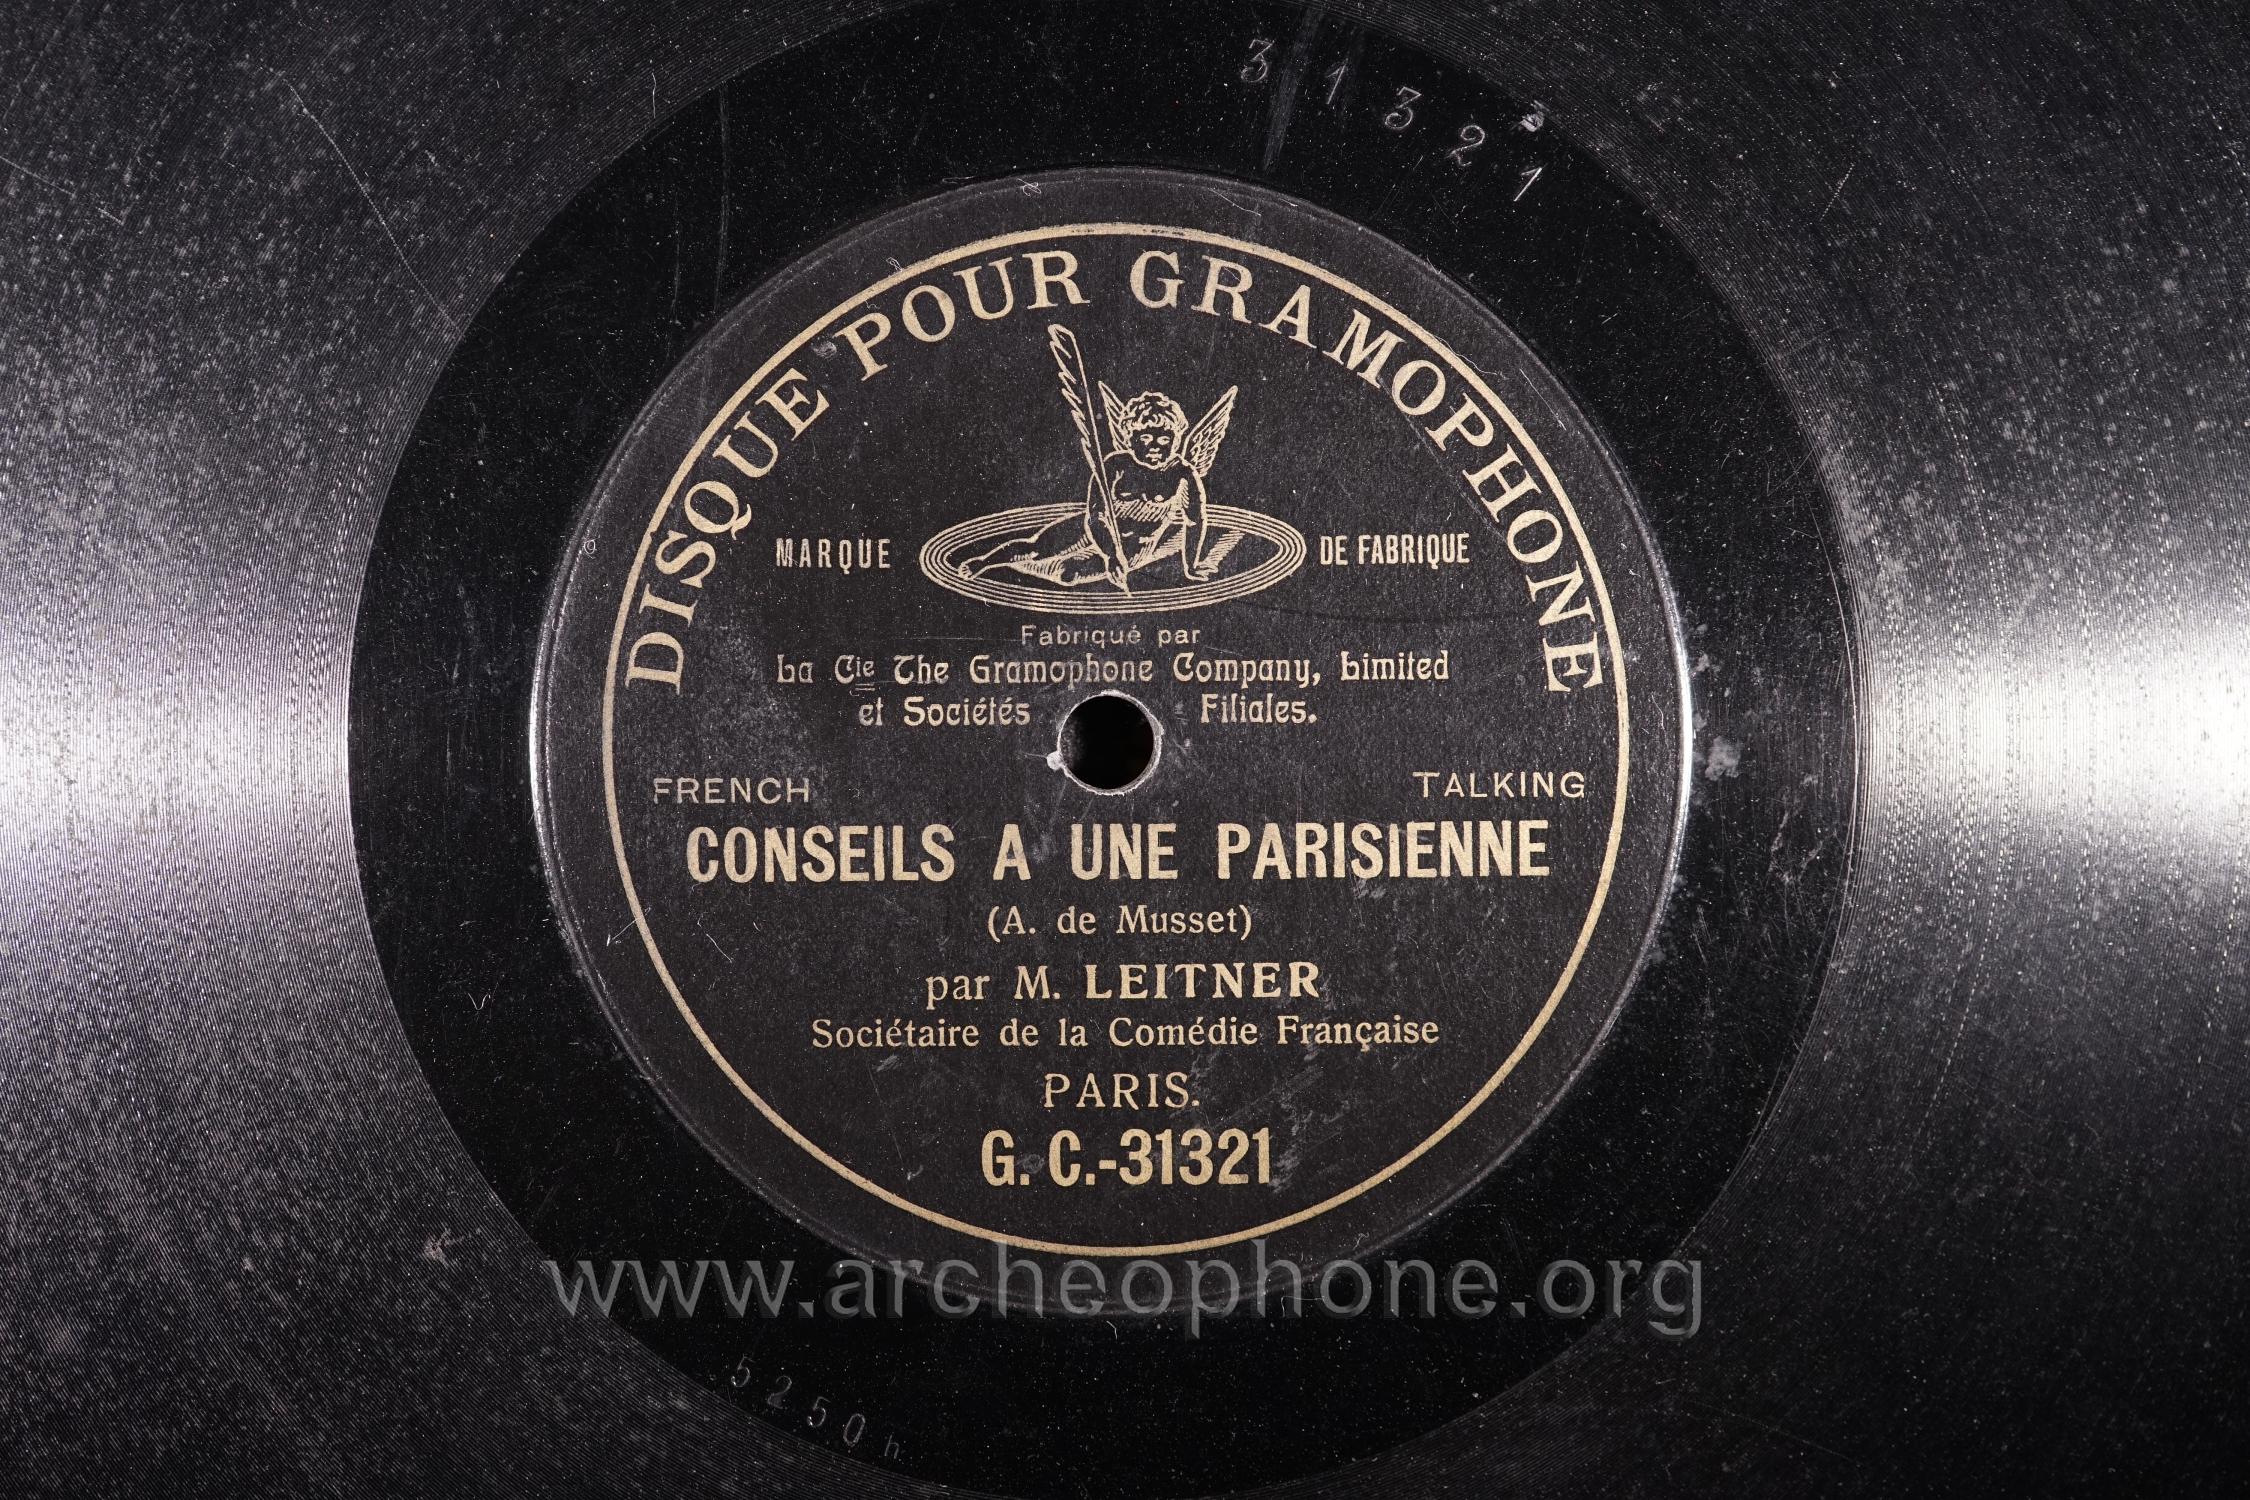 31321
DISQUE POUR GRAMOPHONE
MARQUE DE FABRIQUE
Fabriqué par
La Cie The Gramophone Company, Limited
et Sociétés Filiales.
FRENCH TALKING
CONSEILS A UNE PARISIENNE
(A. de Musset)
par M. LEITNER
Sociétaire de la Comédie Française
PARIS.
G. C.-31321
www.archeophone.org
5250h